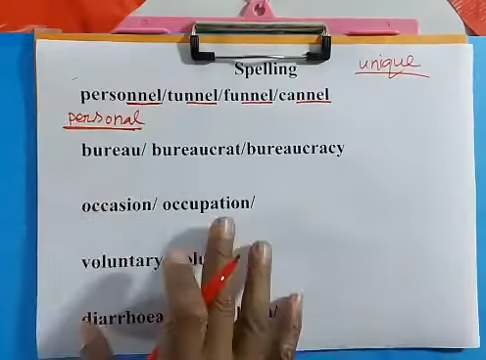 Spelling unique
personnel/tunnel/funnel/cannel
personal
bureau/ bureaucrat/bureaucracy
occasion/ occupation/
voluntary
diarrhoea